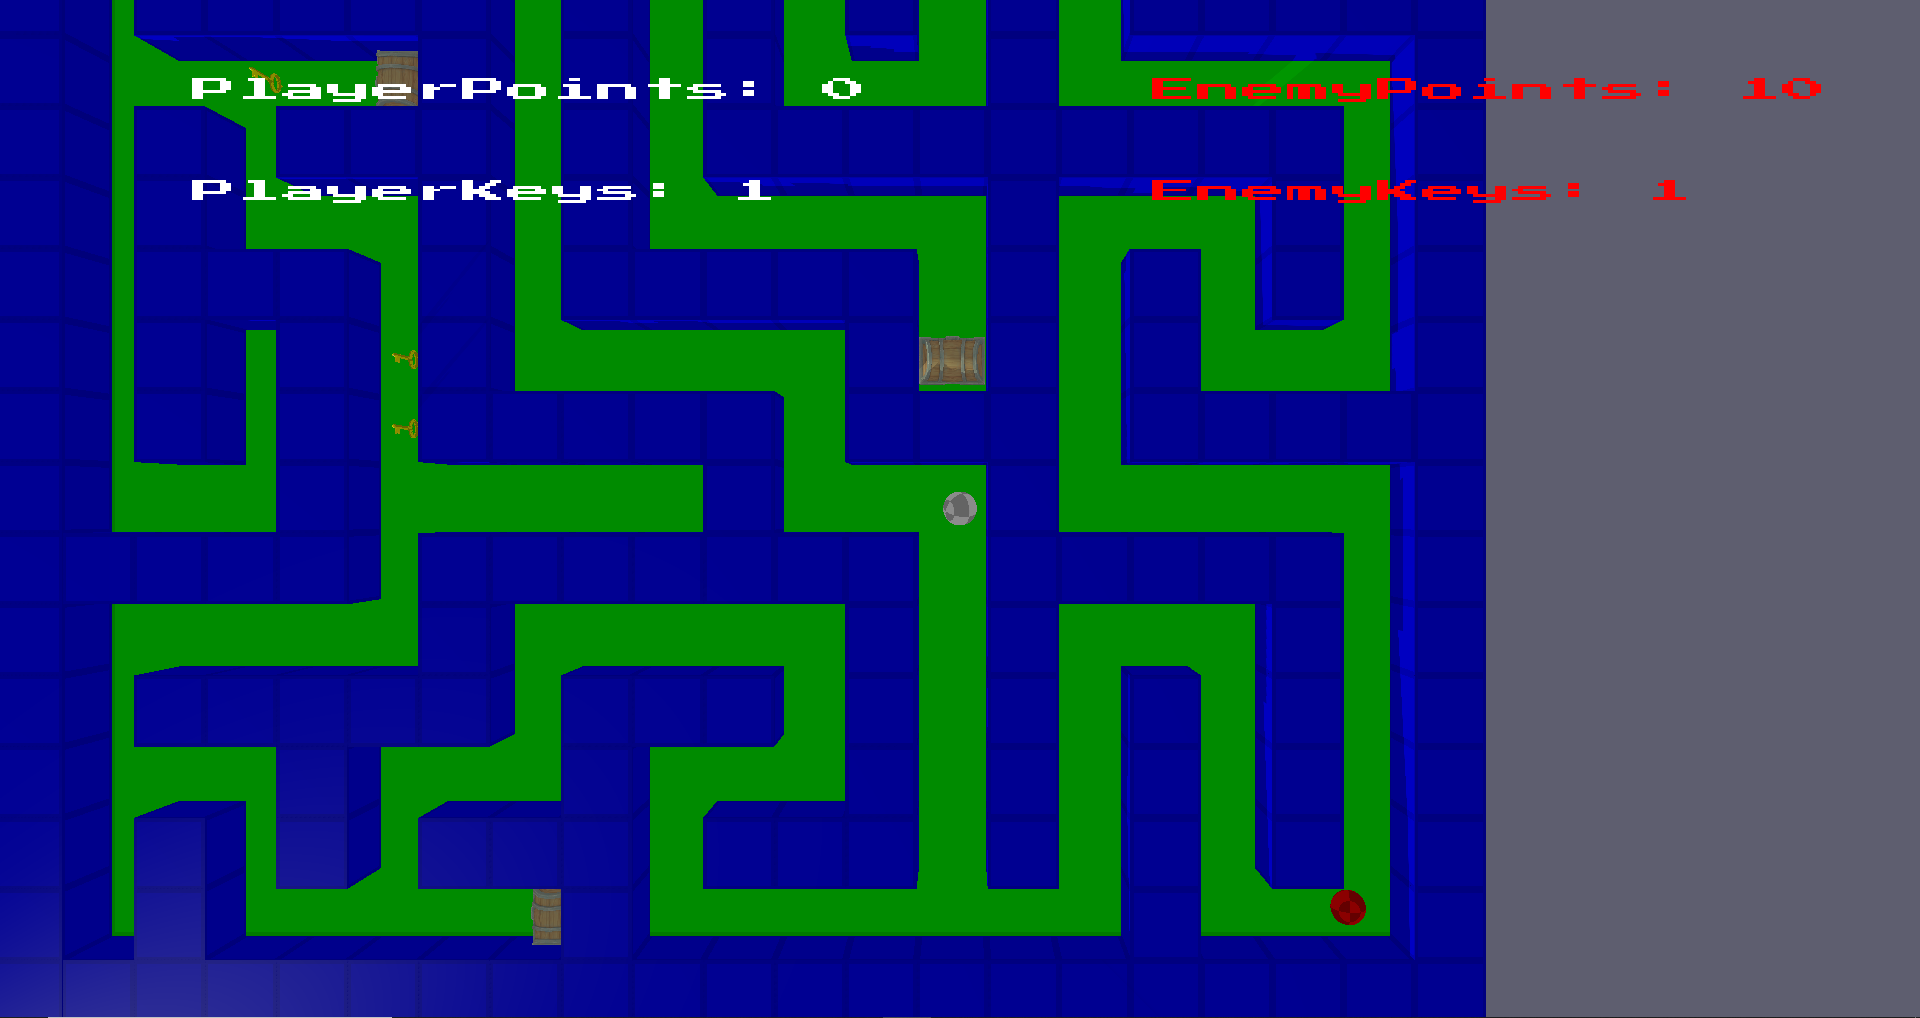 PlayerPoints: 0
EnemyPoints: 10
PlayerKeys: 1
EnemyKeys: 1